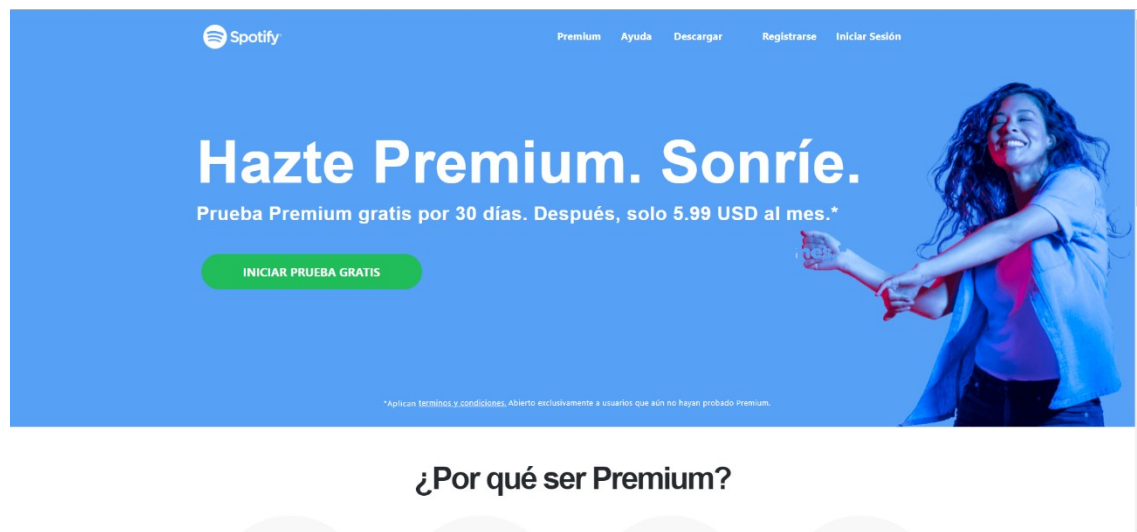 Spotify
Premium Ayuda Descargar Registrarse Iniciar Sesión
Hazte Premium. Sonríe.
Prueba Premium gratis por 30 días. Después, solo 5.99 USD al mes.*
INICIAR PRUEBA GRATIS
*Aplican terminos y condiciones. Abierto exclusivamente a usuarios que aún no hayan probado Premium.
¿Por qué ser Premium?